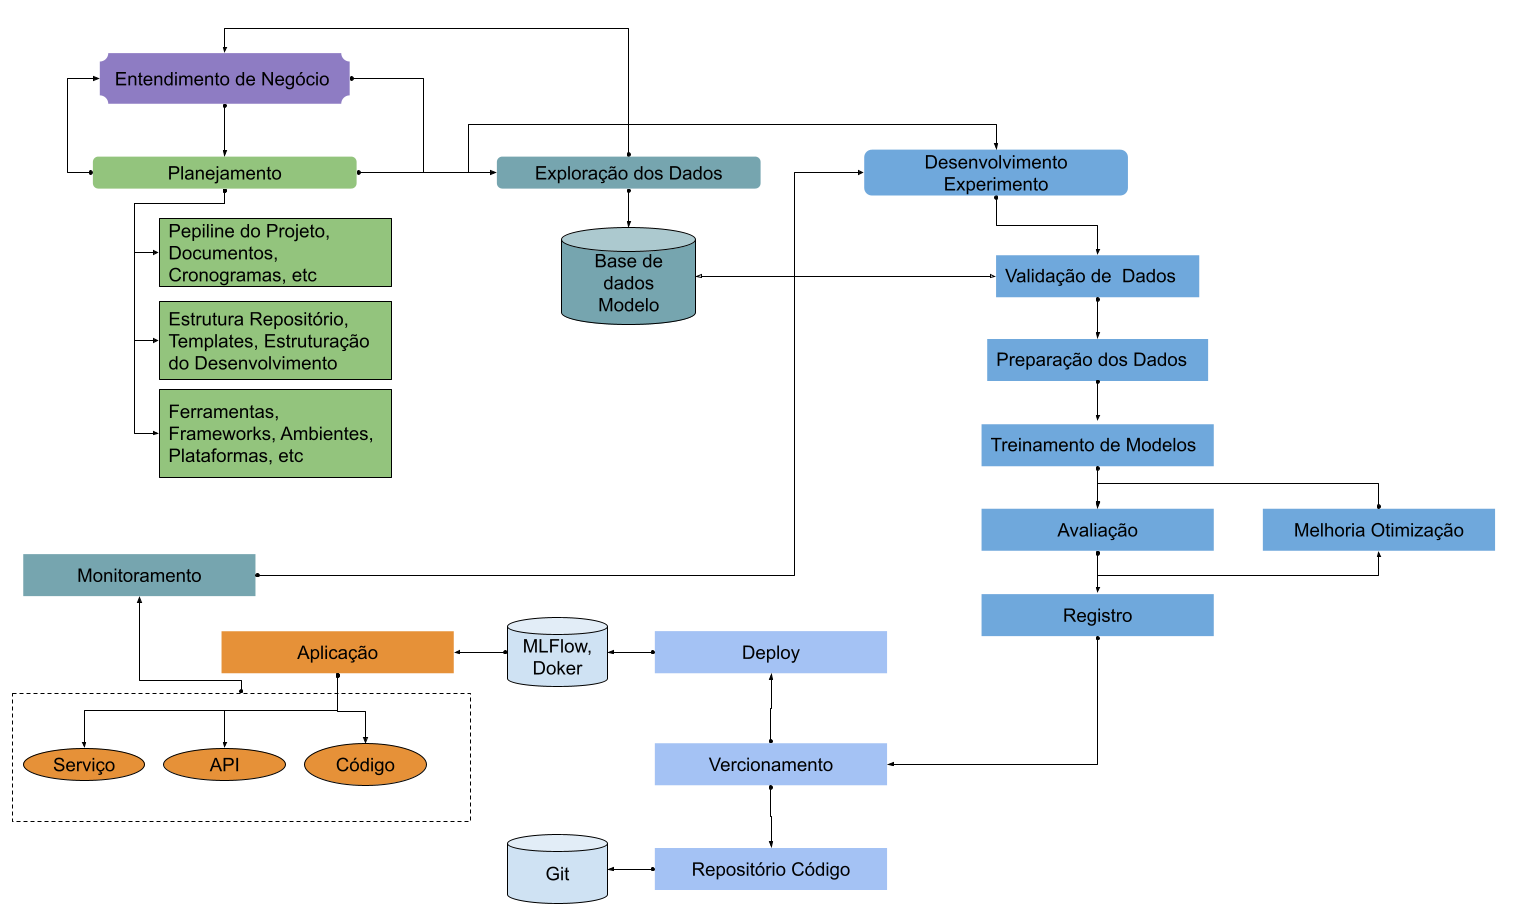 Entendimento de Negócio
Planejamento
Exploração dos Dados
Desenvolvimento
Experimento
Pepiline do Projeto,
Documentos,
Cronogramas, etc
Estrutura Repositório,
Templates, Estruturação
do Desenvolvimento
Ferramentas,
Frameworks, Ambientes,
Plataformas, etc
Base de
dados
Modelo
Validação de  Dados
Preparação dos Dados
Treinamento de Modelos
Avaliação
Melhoria Otimização
Registro
Monitoramento
Aplicação
MLFlow,
Doker
Deploy
Serviço
API
Código
Vercionamento
Git
Repositório Código